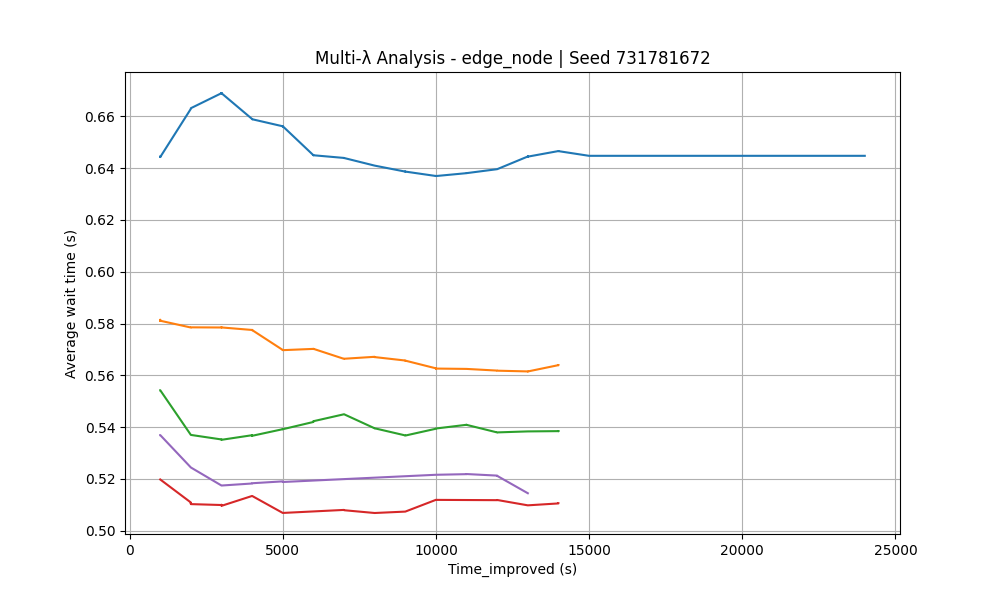 Multi-λ Analysis - edge_node | Seed 731781672
Average wait time (s)
0.66
0.64
0.62
0.60
0.58
0.56
0.54
0.52
0.50
0 5000 10000 15000 20000 25000
Time_improved (s)